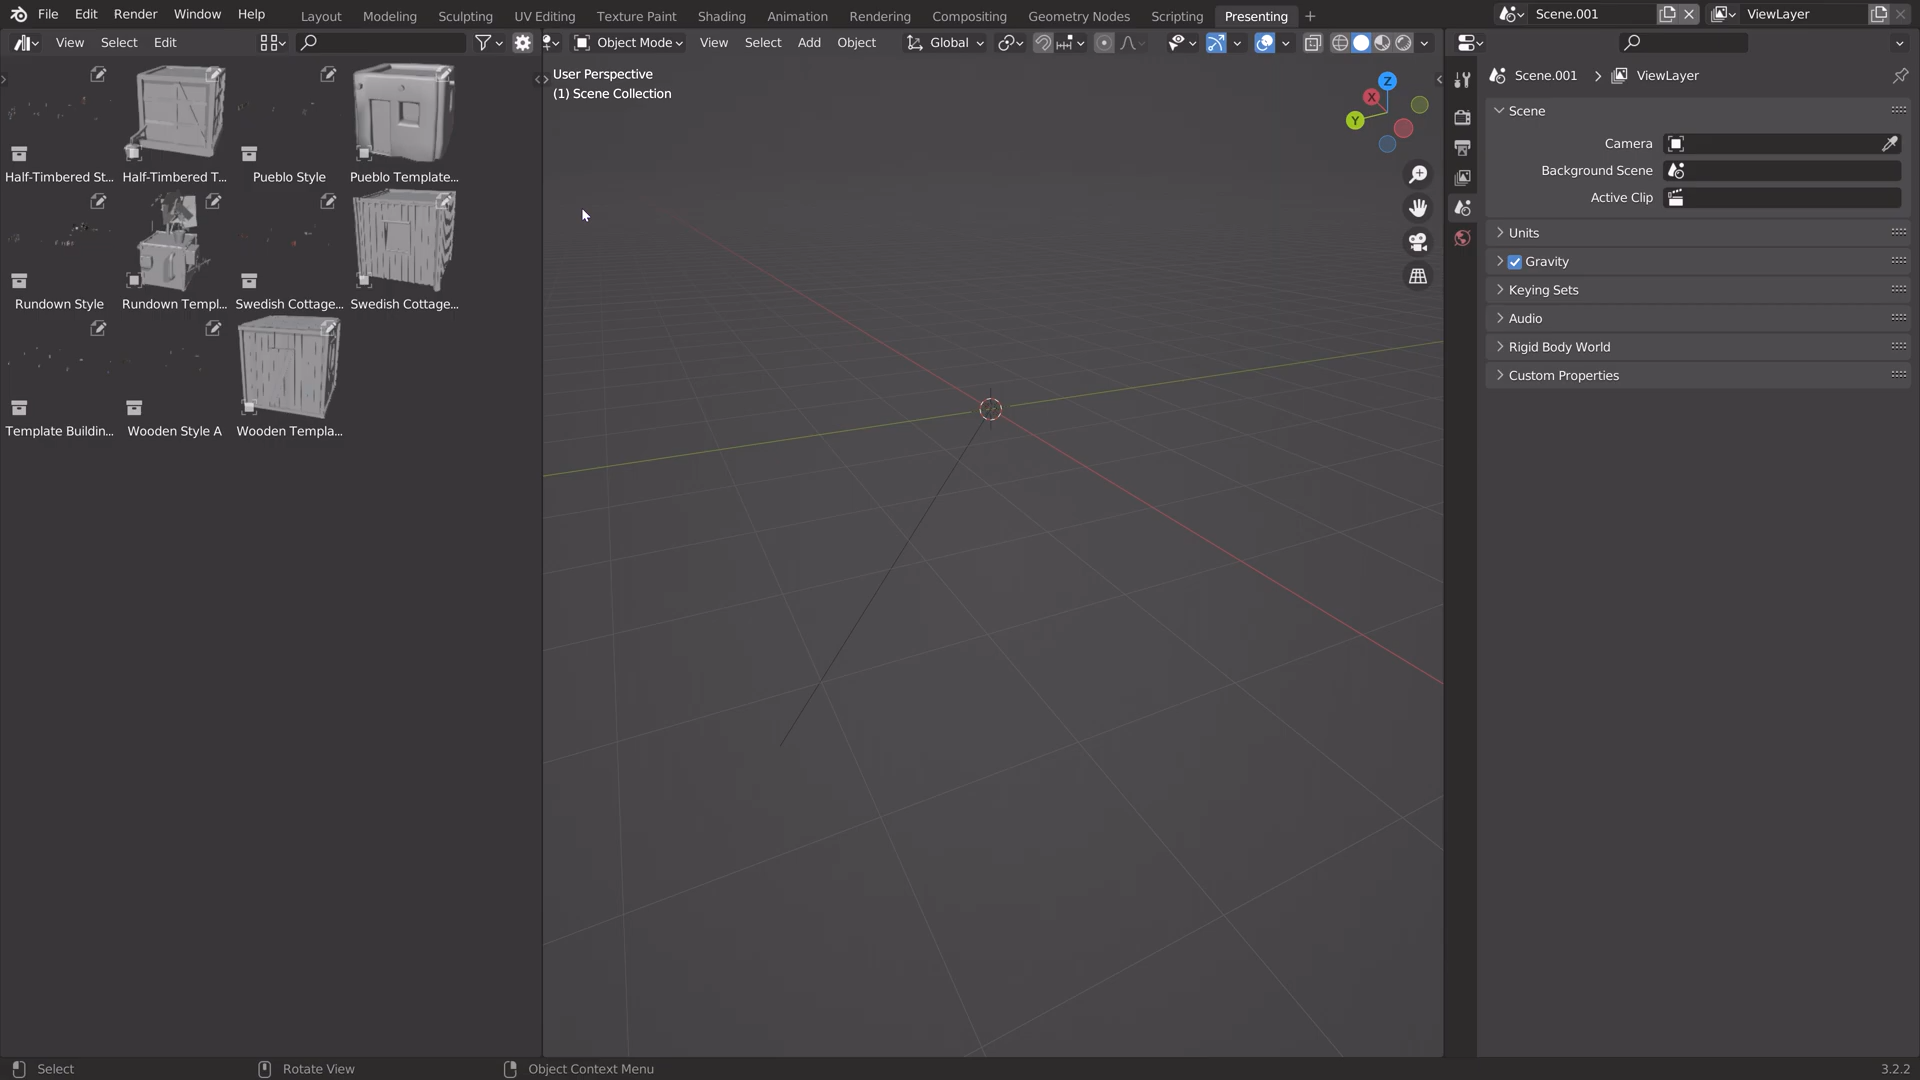 File Edit Render Window Help Layout Modeling Sculpting UV Editing Texture Paint Shading Animation Rendering Compositing Geometry Nodes Scripting Presenting + Scene.001 ViewLayer
View Select Edit Object Mode View Select Add Object Global
User Perspective
(1) Scene Collection
Z
X
Y
Half-Timbered St... Half-Timbered T... Pueblo Style Pueblo Template...
Rundown Style Rundown Templ... Swedish Cottage... Swedish Cottage...
Template Buildin... Wooden Style A Wooden Templa...
Scene.001 > ViewLayer
Scene
Camera
Background Scene
Active Clip
Units
Gravity
Keying Sets
Audio
Rigid Body World
Custom Properties
Select Rotate View Object Context Menu 3.2.2